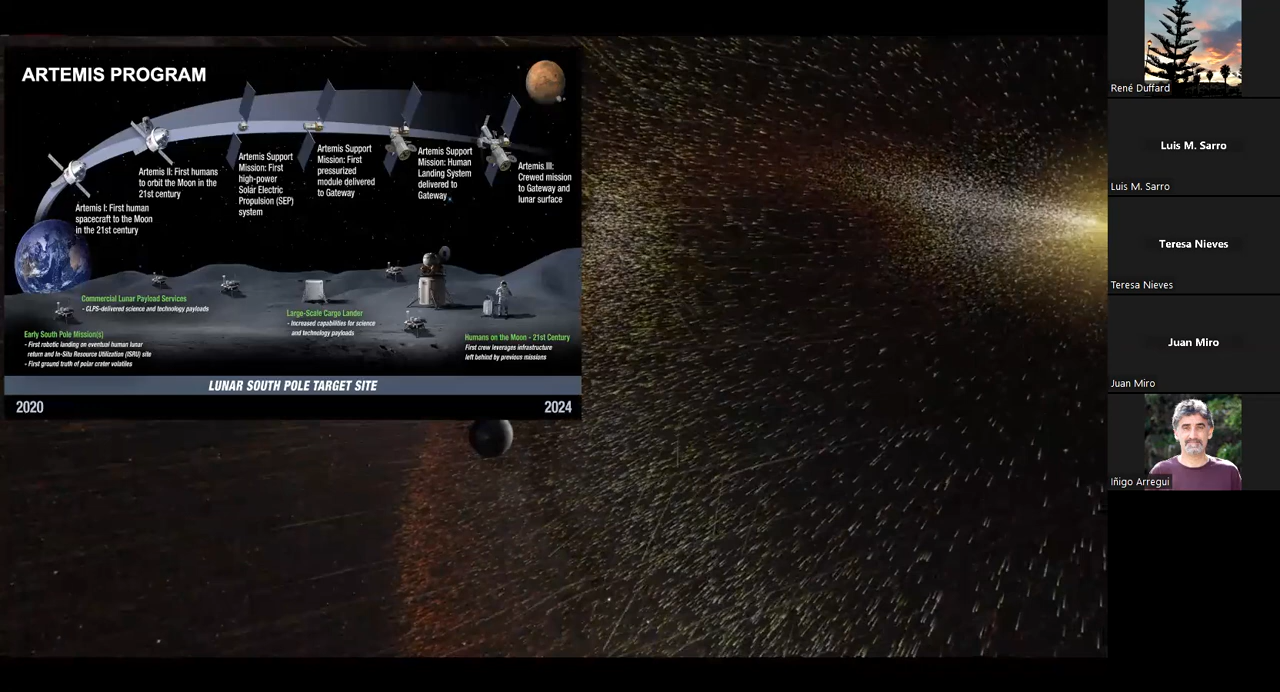 ARTEMIS PROGRAM
Artemis I: First human
spacecraft to the Moon
in the 21st century
Artemis II: First humans
to orbit the Moon in the
21st century
Artemis Support
Mission: First
high-power
Solar Electric
Propulsion (SEP)
system
Artemis Support
Mission: First
pressurized
module delivered
to Gateway
Artemis Support
Mission: Human
Landing System
delivered to
Gateway
Artemis III:
Crewed mission
to Gateway and
lunar surface
Commercial Lunar Payload Services
- CLPS-delivered science and technology payloads
Early South Pole Mission(s)
- First robotic landing on eventual human lunar
return and In-Situ Resource Utilization (ISRU) site
- First ground truth of polar crater volatiles
Large-Scale Cargo Lander
- Increased capabilities for science
and technology payloads
Humans on the Moon - 21st Century
First crew leverages infrastructure
left behind by previous missions
LUNAR SOUTH POLE TARGET SITE
2020
2024
René Duffard
Luis M. Sarro
Luis M. Sarro
Teresa Nieves
Teresa Nieves
Juan Miro
Juan Miro
Iñigo Arregui